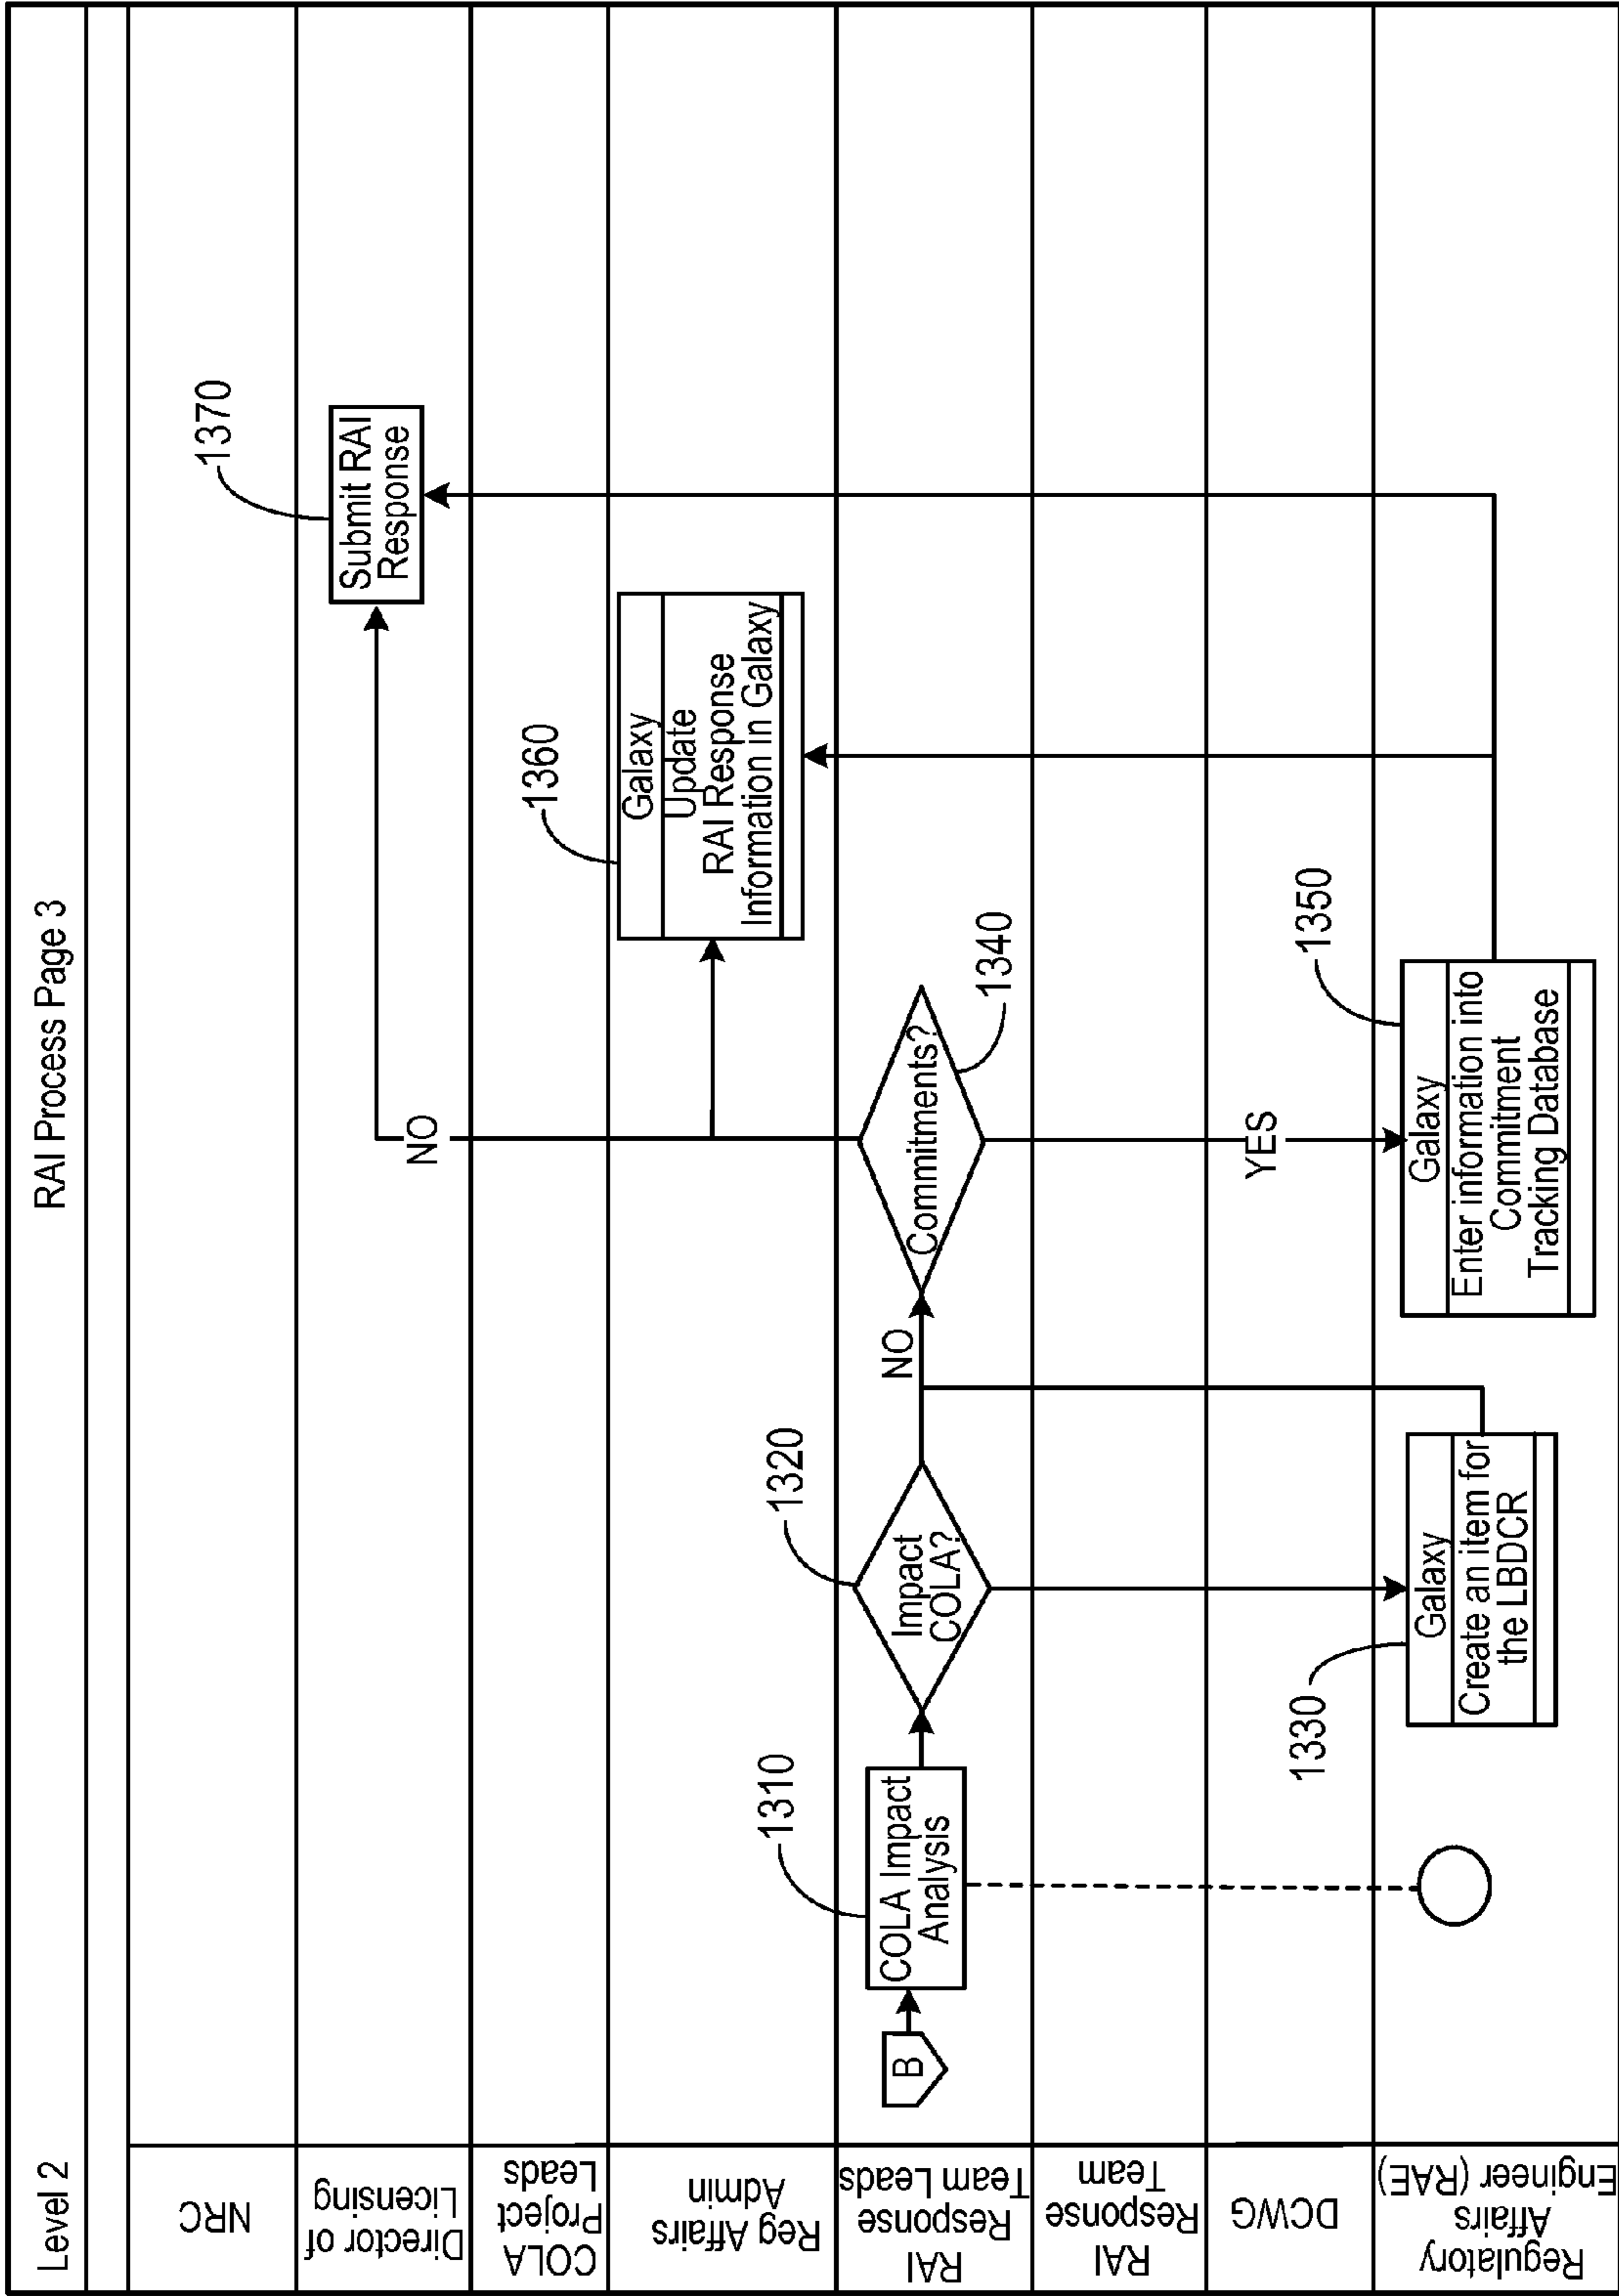 Level 2
RAI Process Page 3
NRC
Director of
Licensing
COLA
Project
Leads
Reg Affairs
Admin
RAI
Response
Team Leads
RAI
Response
Team
DCWG
Regulatory
Affairs
Engineer (RAE)
B
COLA Impact
Analysis
1310
Impact
COLA?
1320
NO
Galaxy
Create an item for
the LBDCR
1330
Commitments?
1340
NO
YES
Galaxy
Enter information into
Commitment
Tracking Database
1350
Galaxy
Update
RAI Response
Information in Galaxy
1360
Submit RAI
Response
1370